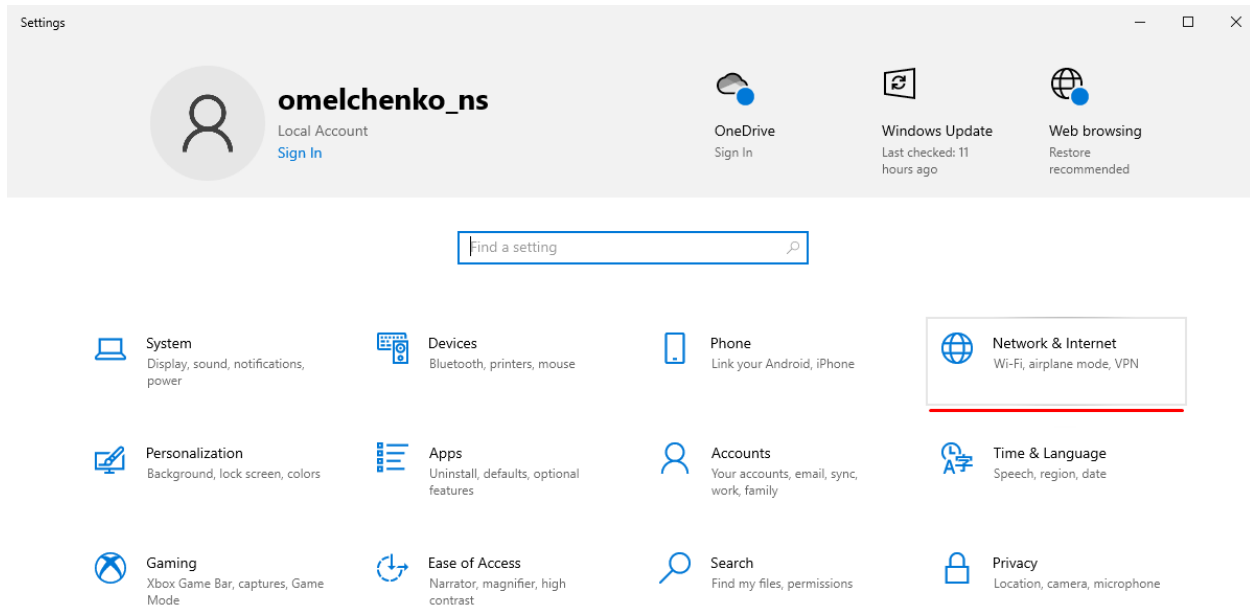 Settings
omelchenko_ns
Local Account
Sign In
OneDrive
Sign In
Windows Update
Last checked: 11
hours ago
Web browsing
Restore
recommended
Find a setting
System
Display, sound, notifications,
power
Devices
Bluetooth, printers, mouse
Phone
Link your Android, iPhone
Network & Internet
Wi-Fi, airplane mode, VPN
Personalization
Background, lock screen, colors
Apps
Uninstall, defaults, optional
features
Accounts
Your accounts, email, sync,
work, family
Time & Language
Speech, region, date
Gaming
Xbox Game Bar, captures, Game
Mode
Ease of Access
Narrator, magnifier, high
contrast
Search
Find my files, permissions
Privacy
Location, camera, microphone